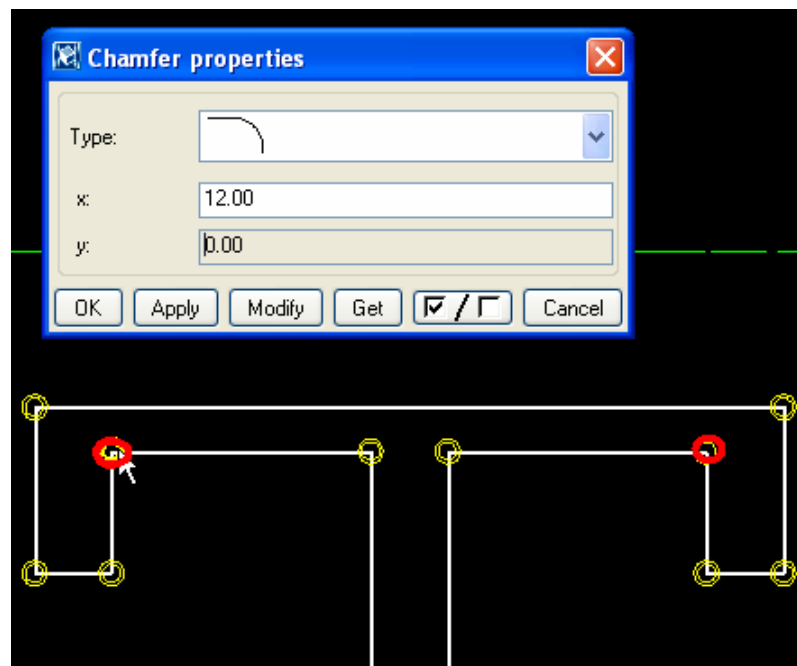 Chamfer properties
Type:
x: 12.00
y: 0.00
OK Apply Modify Get / Cancel